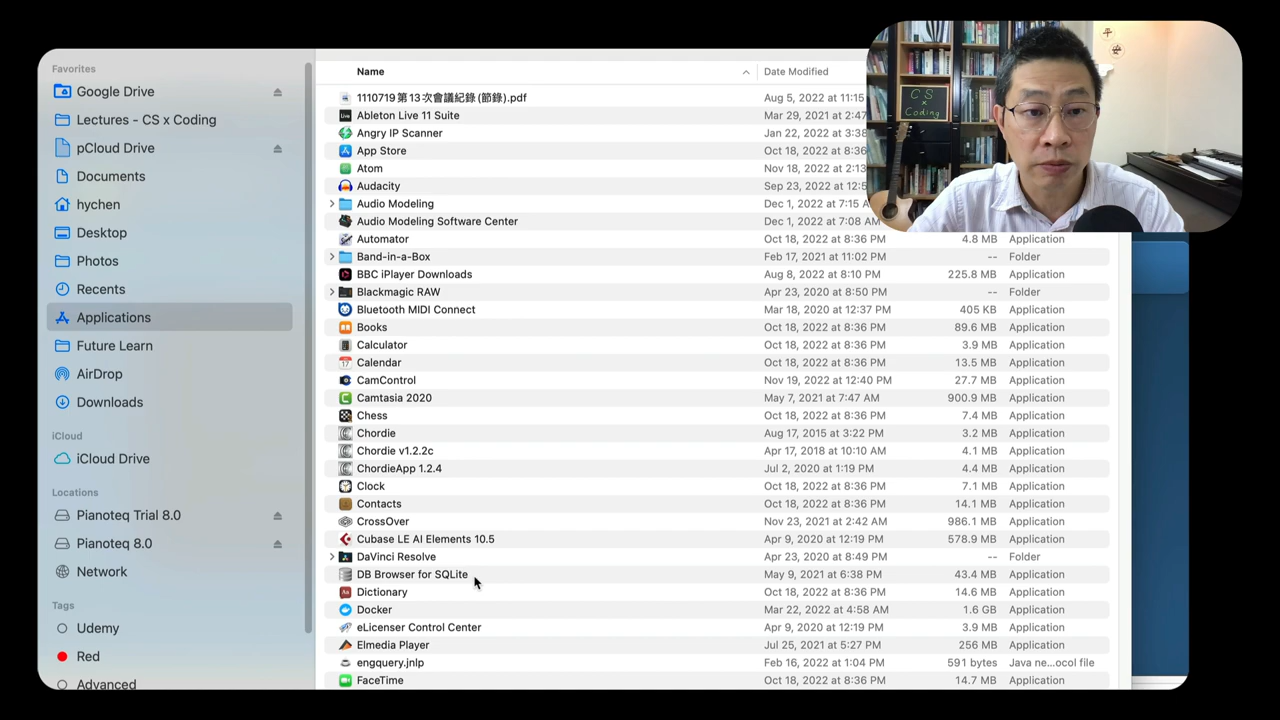 Favorites
Google Drive
Lectures - CS x Coding
pCloud Drive
Documents
hychen
Desktop
Photos
Recents
Applications
Future Learn
AirDrop
Downloads
iCloud
iCloud Drive
Locations
Pianoteq Trial 8.0
Pianoteq 8.0
Network
Tags
Udemy
Red
Advanced
Name Date Modified
1110719第13次會議紀錄(節錄).pdf Aug 5, 2022 at 11:15
Ableton Live 11 Suite Mar 29, 2021 at 2:47
Angry IP Scanner Jan 22, 2022 at 3:38
App Store Oct 18, 2022 at 8:36
Atom Nov 18, 2022 at 2:13
Audacity Sep 23, 2022 at 12:5
Audio Modeling Dec 1, 2022 at 7:15 A
Audio Modeling Software Center Dec 1, 2022 at 7:08 AM
Automator Oct 18, 2022 at 8:36 PM 4.8 MB Application
Band-in-a-Box Feb 17, 2021 at 11:02 PM -- Folder
BBC iPlayer Downloads Aug 8, 2022 at 8:10 PM 225.8 MB Application
Blackmagic RAW Apr 23, 2020 at 8:50 PM -- Folder
Bluetooth MIDI Connect Mar 18, 2020 at 12:37 PM 405 KB Application
Books Oct 18, 2022 at 8:36 PM 89.6 MB Application
Calculator Oct 18, 2022 at 8:36 PM 3.9 MB Application
Calendar Oct 18, 2022 at 8:36 PM 13.5 MB Application
CamControl Nov 19, 2022 at 12:40 PM 27.7 MB Application
Camtasia 2020 May 7, 2021 at 7:47 AM 900.9 MB Application
Chess Oct 18, 2022 at 8:36 PM 7.4 MB Application
Chordie Aug 17, 2015 at 3:22 PM 3.2 MB Application
Chordie v1.2.2c Apr 17, 2018 at 10:10 AM 4.1 MB Application
ChordieApp 1.2.4 Jul 2, 2020 at 1:19 PM 4.4 MB Application
Clock Oct 18, 2022 at 8:36 PM 7.1 MB Application
Contacts Oct 18, 2022 at 8:36 PM 14.1 MB Application
CrossOver Nov 23, 2021 at 2:42 AM 986.1 MB Application
Cubase LE AI Elements 10.5 Apr 9, 2020 at 12:19 PM 578.9 MB Application
DaVinci Resolve Apr 23, 2020 at 8:49 PM -- Folder
DB Browser for SQLite May 9, 2021 at 6:38 PM 43.4 MB Application
Dictionary Oct 18, 2022 at 8:36 PM 14.6 MB Application
Docker Mar 22, 2022 at 4:58 AM 1.6 GB Application
eLicenser Control Center Apr 9, 2020 at 12:19 PM 3.9 MB Application
Elmedia Player Jul 25, 2021 at 5:27 PM 256 MB Application
engquery.jnlp Feb 16, 2022 at 1:04 PM 591 bytes Java ne...ocol file
FaceTime Oct 18, 2022 at 8:36 PM 14.7 MB Application
CS
x
Coding
平
安